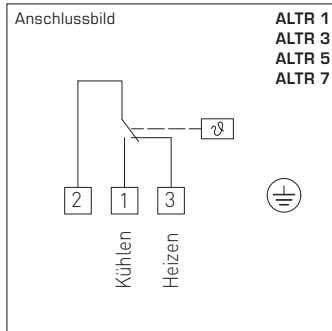 Anschlussbild
ALTR 1
ALTR 3
ALTR 5
ALTR 7
ϑ
2 1 3
Kühlen
Heizen